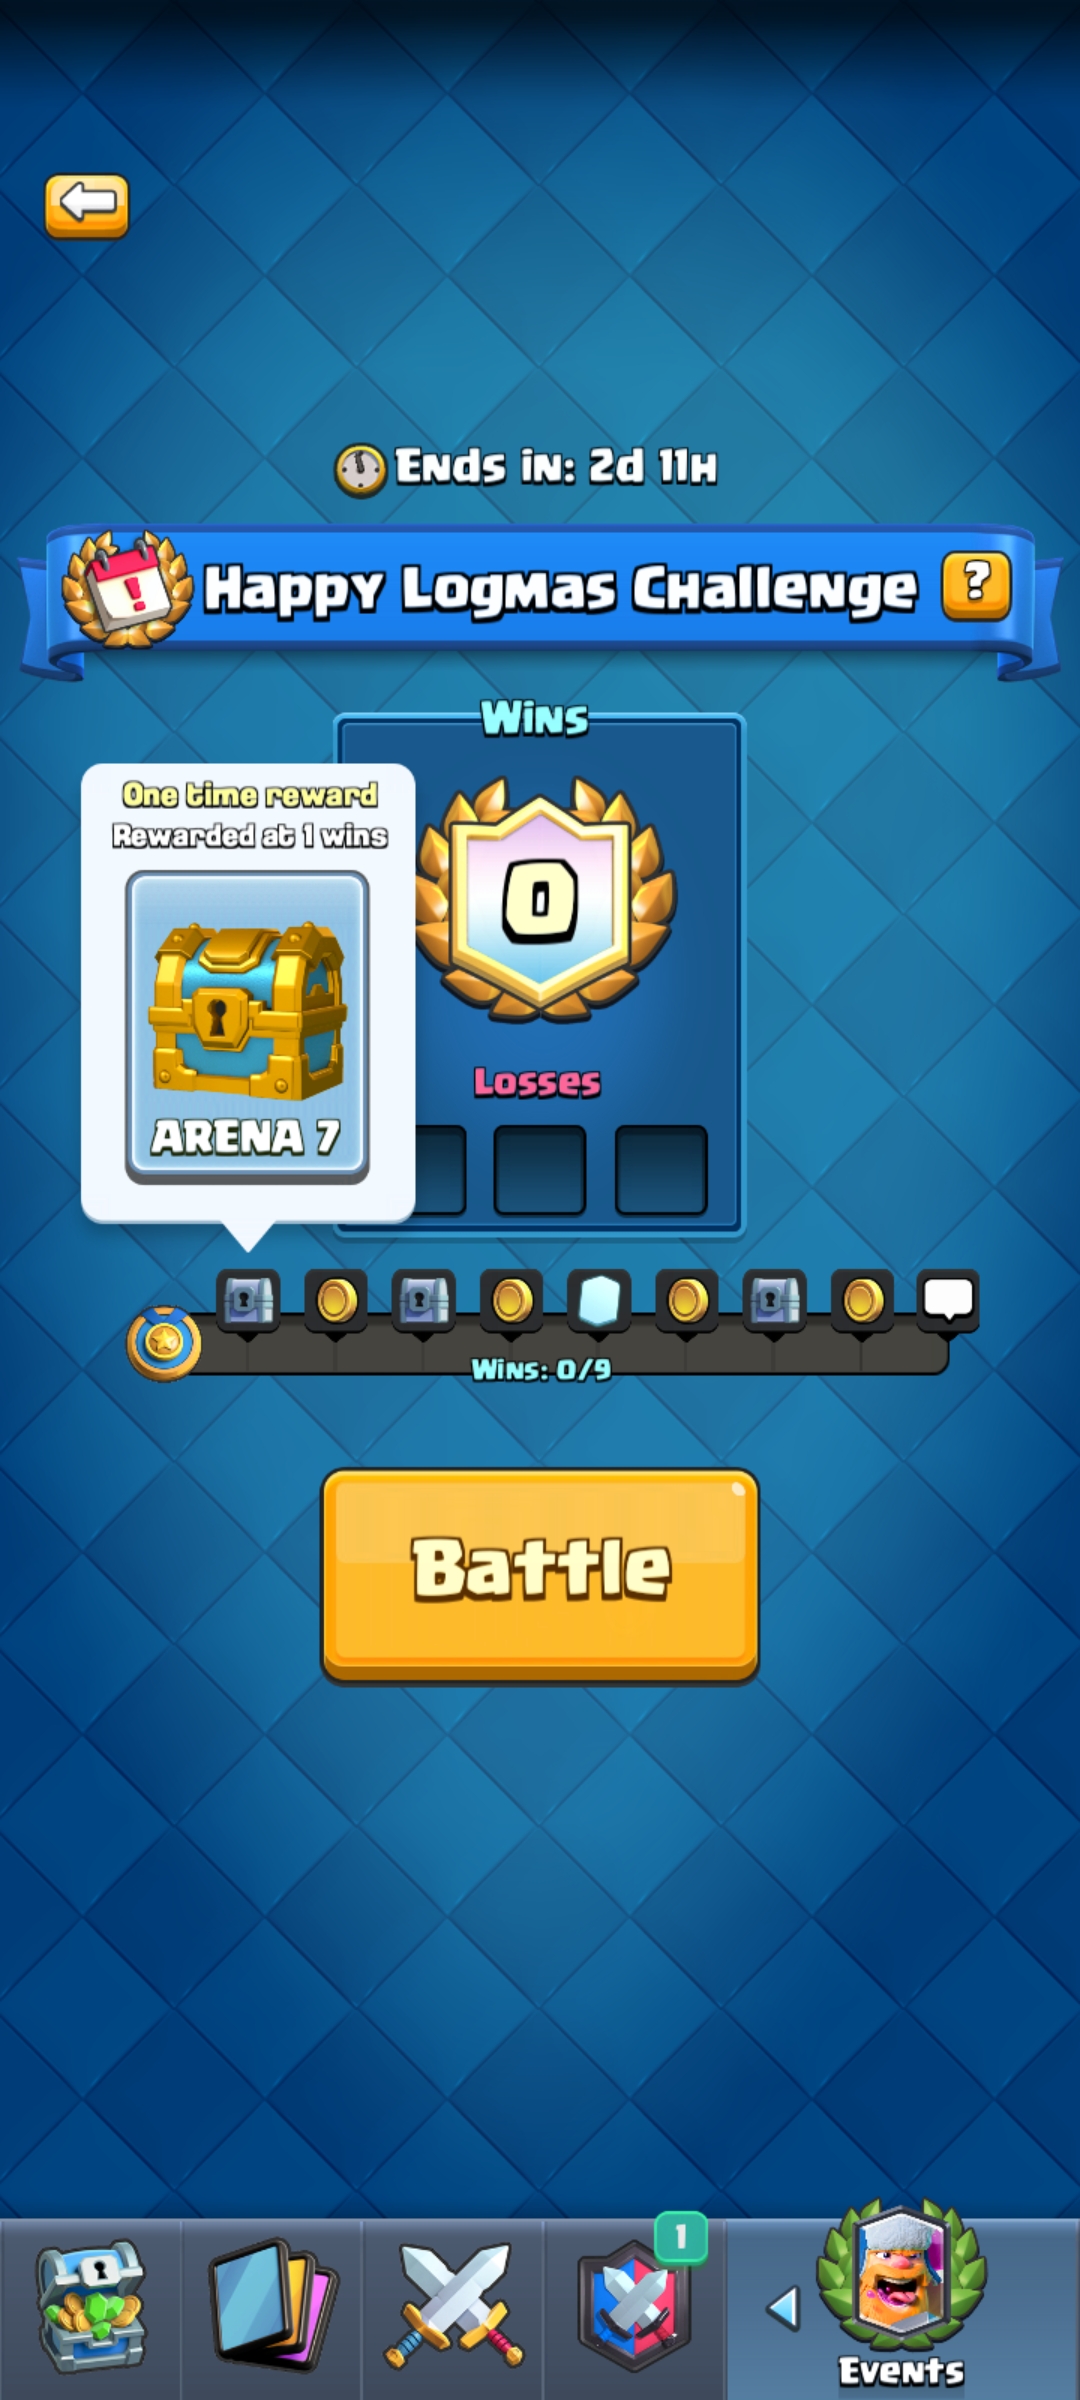 Ends in: 2d 11h
Happy Logmas Challenge
?
Wins
One time reward
Rewarded at 1 wins
0
Losses
ARENA 7
Wins: 0/9
Battle
1
Events